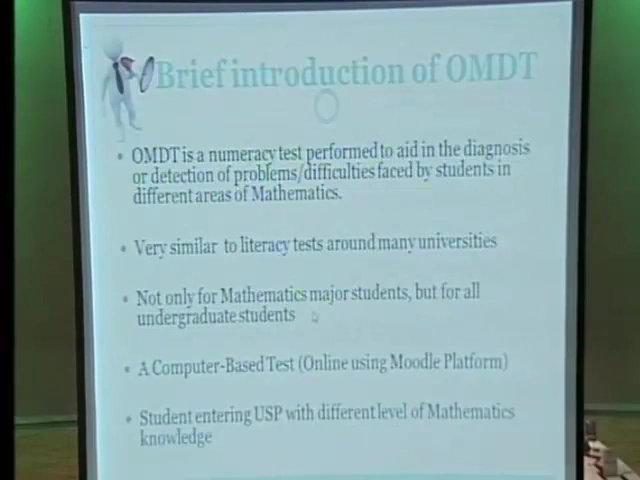 Brief introduction of OMDT
• OMDT is a numeracy test performed to aid in the diagnosis
or detection of problems/difficulties faced by students in
different areas of Mathematics.
• Very similar to literacy tests around many universities
• Not only for Mathematics major students, but for all
undergraduate students
• A Computer-Based Test (Online using Moodle Platform)
• Student entering USP with different level of Mathematics
knowledge